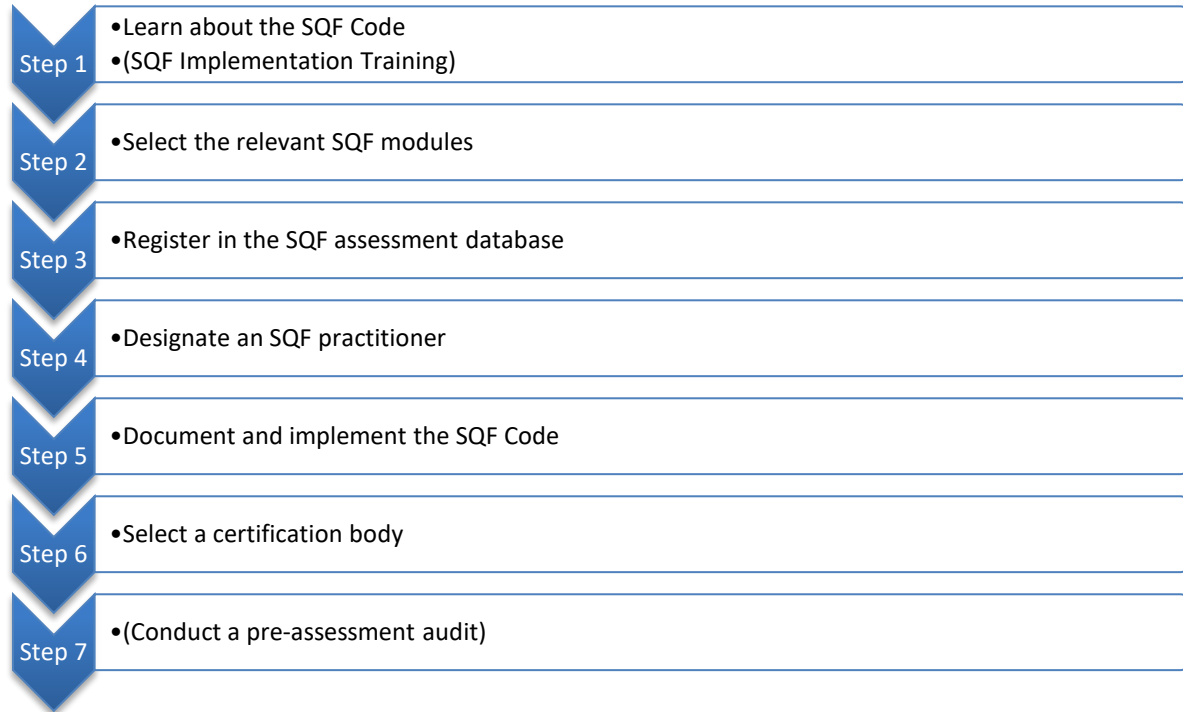 Step 1
•Learn about the SQF Code
•(SQF Implementation Training)
Step 2
•Select the relevant SQF modules
Step 3
•Register in the SQF assessment database
Step 4
•Designate an SQF practitioner
Step 5
•Document and implement the SQF Code
Step 6
•Select a certification body
Step 7
•(Conduct a pre-assessment audit)